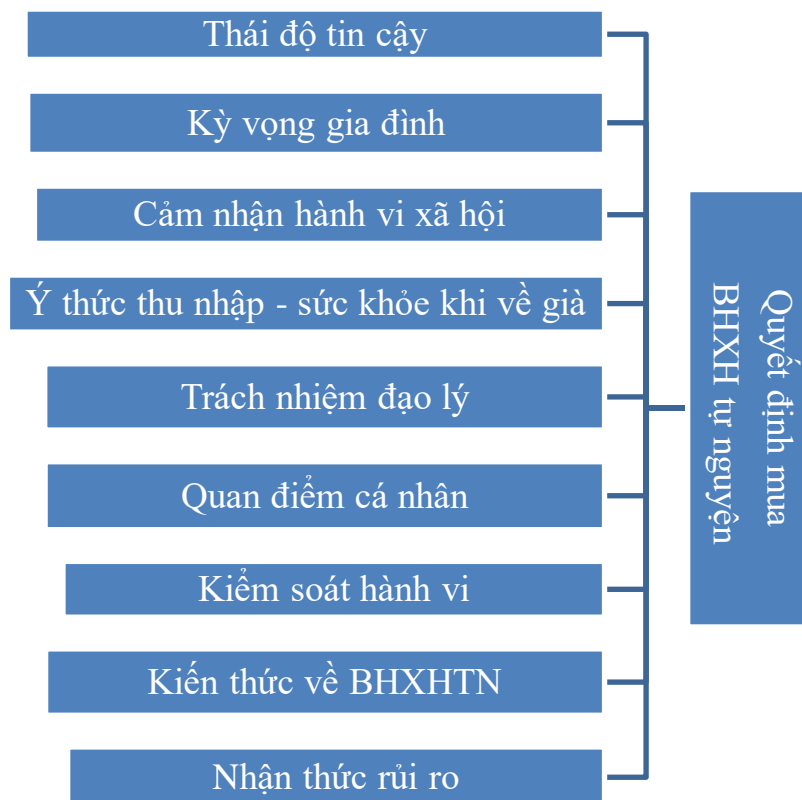 Thái độ tin cậy
Kỳ vọng gia đình
Cảm nhận hành vi xã hội
Ý thức thu nhập - sức khỏe khi về già
Trách nhiệm đạo lý
Quan điểm cá nhân
Kiểm soát hành vi
Kiến thức về BHXHTN
Nhận thức rủi ro
Quyết định mua
BHXH tự nguyện